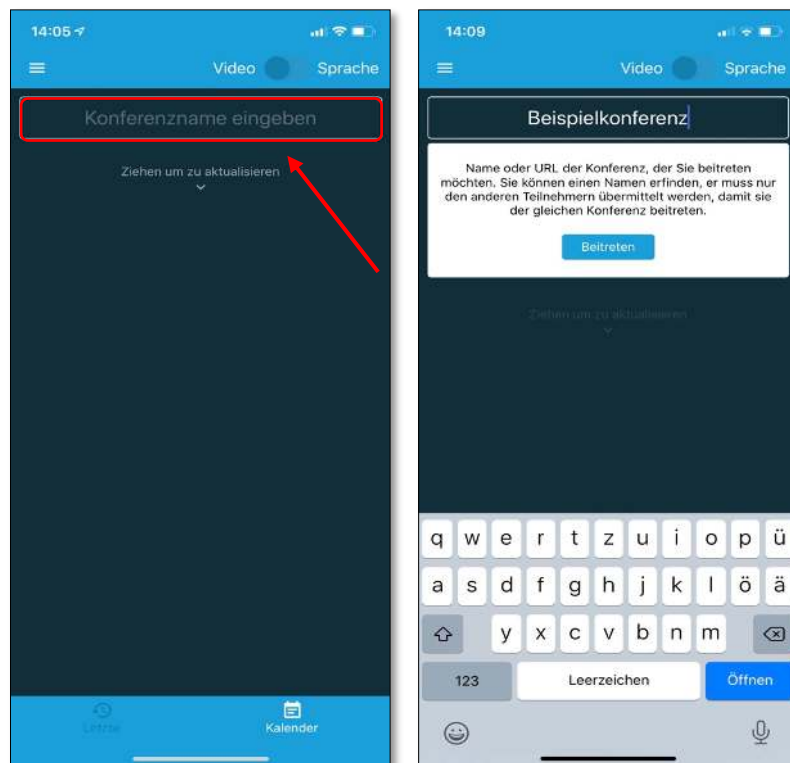 14:05
Video Sprache
Konferenzname eingeben
Ziehen um zu aktualisieren
Letzte
Kalender
14:09
Video Sprache
Beispielkonferenz
Name oder URL der Konferenz, der Sie beitreten
möchten. Sie können einen Namen erfinden, er muss nur
den anderen Teilnehmern übermittelt werden, damit sie
der gleichen Konferenz beitreten.
Beitreten
Ziehen um zu aktualisieren
q w e r t z u i o p ü
a s d f g h j k l ö ä
y x c v b n m
123 Leerzeichen Öffnen